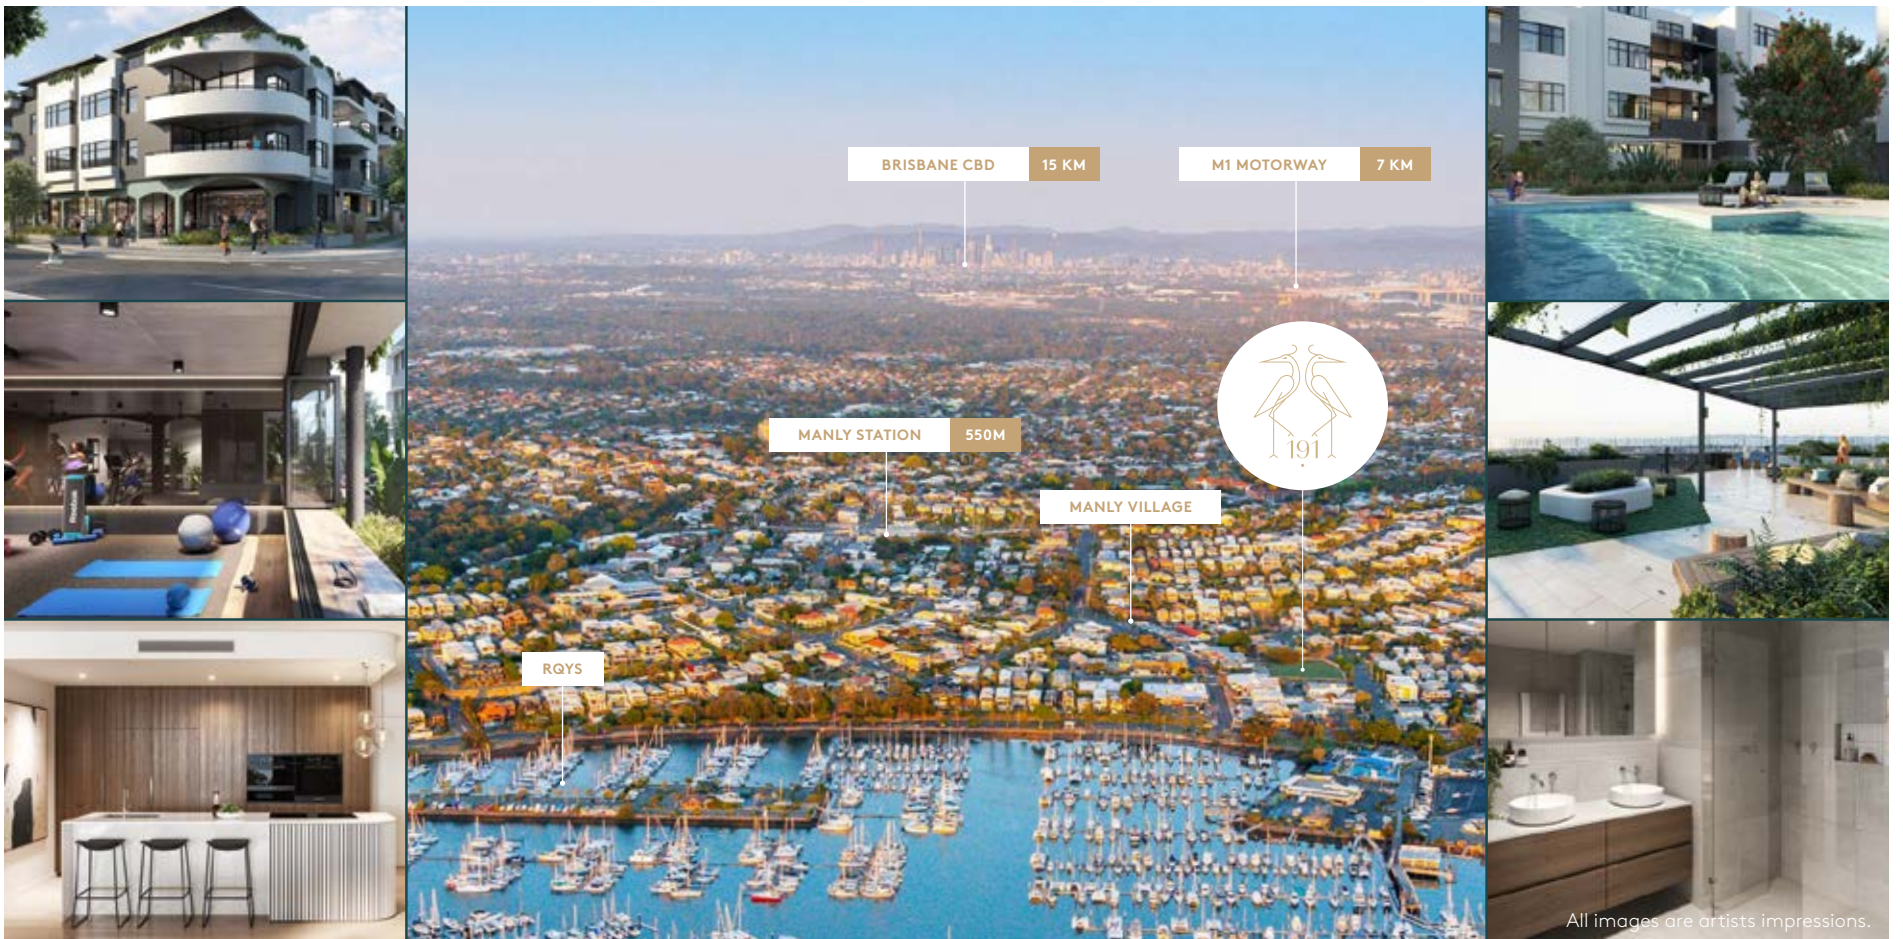 BRISBANE CBD 15 KM
M1 MOTORWAY 7 KM
MANLY STATION 550M
191
MANLY VILLAGE
RQYS
Reebok
All images are artists impressions.